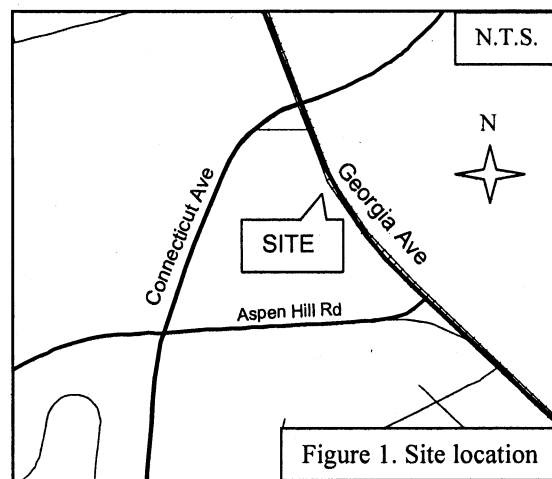 N.T.S.
N
Connecticut Ave
Georgia Ave
SITE
Aspen Hill Rd
Figure 1. Site location